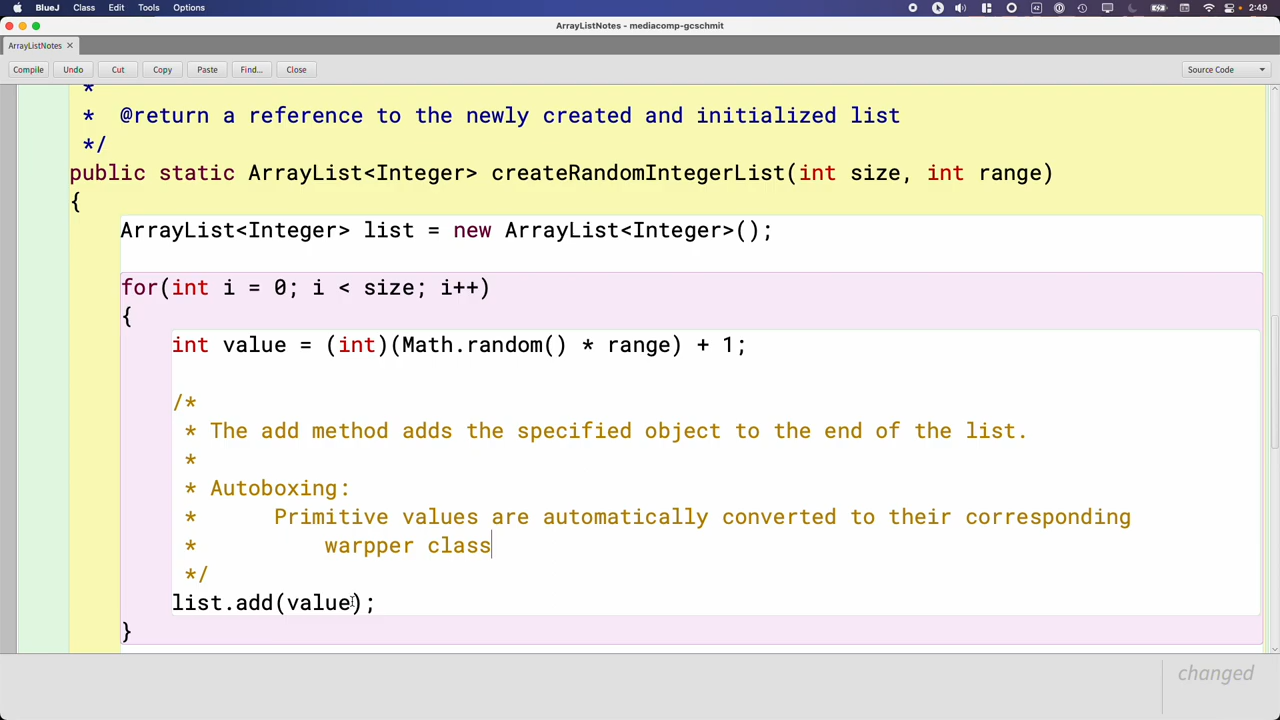 BlueJ Class Edit Tools Options 2:49
ArrayListNotes - mediacomp-gcschmit
ArrayListNotes ×
Compile Undo Cut Copy Paste Find... Close Source Code
*
* @return a reference to the newly created and initialized list
*/
public static ArrayList<Integer> createRandomIntegerList(int size, int range)
{
ArrayList<Integer> list = new ArrayList<Integer>();
for(int i = 0; i < size; i++)
{
int value = (int)(Math.random() * range) + 1;
/*
* The add method adds the specified object to the end of the list.
*
* Autoboxing:
* Primitive values are automatically converted to their corresponding
* warpper class
*/
list.add(value);
}
changed